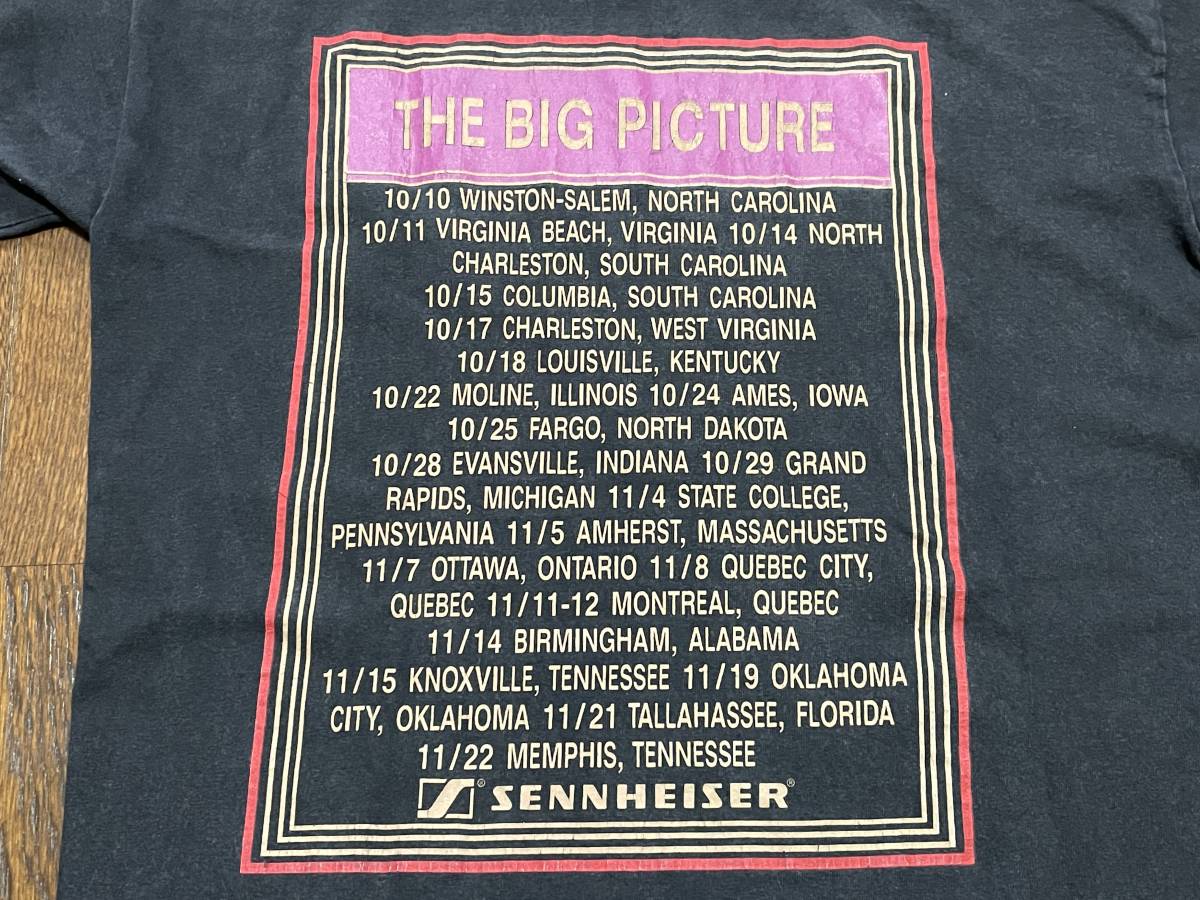 THE BIG PICTURE
10/10 WINSTON-SALEM, NORTH CAROLINA
10/11 VIRGINIA BEACH, VIRGINIA 10/14 NORTH
CHARLESTON, SOUTH CAROLINA
10/15 COLUMBIA, SOUTH CAROLINA
10/17 CHARLESTON, WEST VIRGINIA
10/18 LOUISVILLE, KENTUCKY
10/22 MOLINE, ILLINOIS 10/24 AMES, IOWA
10/25 FARGO, NORTH DAKOTA
10/28 EVANSVILLE, INDIANA 10/29 GRAND
RAPIDS, MICHIGAN 11/4 STATE COLLEGE,
PENNSYLVANIA 11/5 AMHERST, MASSACHUSETTS
11/7 OTTAWA, ONTARIO 11/8 QUEBEC CITY,
QUEBEC 11/11-12 MONTREAL, QUEBEC
11/14 BIRMINGHAM, ALABAMA
11/15 KNOXVILLE, TENNESSEE 11/19 OKLAHOMA
CITY, OKLAHOMA 11/21 TALLAHASSEE, FLORIDA
11/22 MEMPHIS, TENNESSEE
® SENNHEISER®